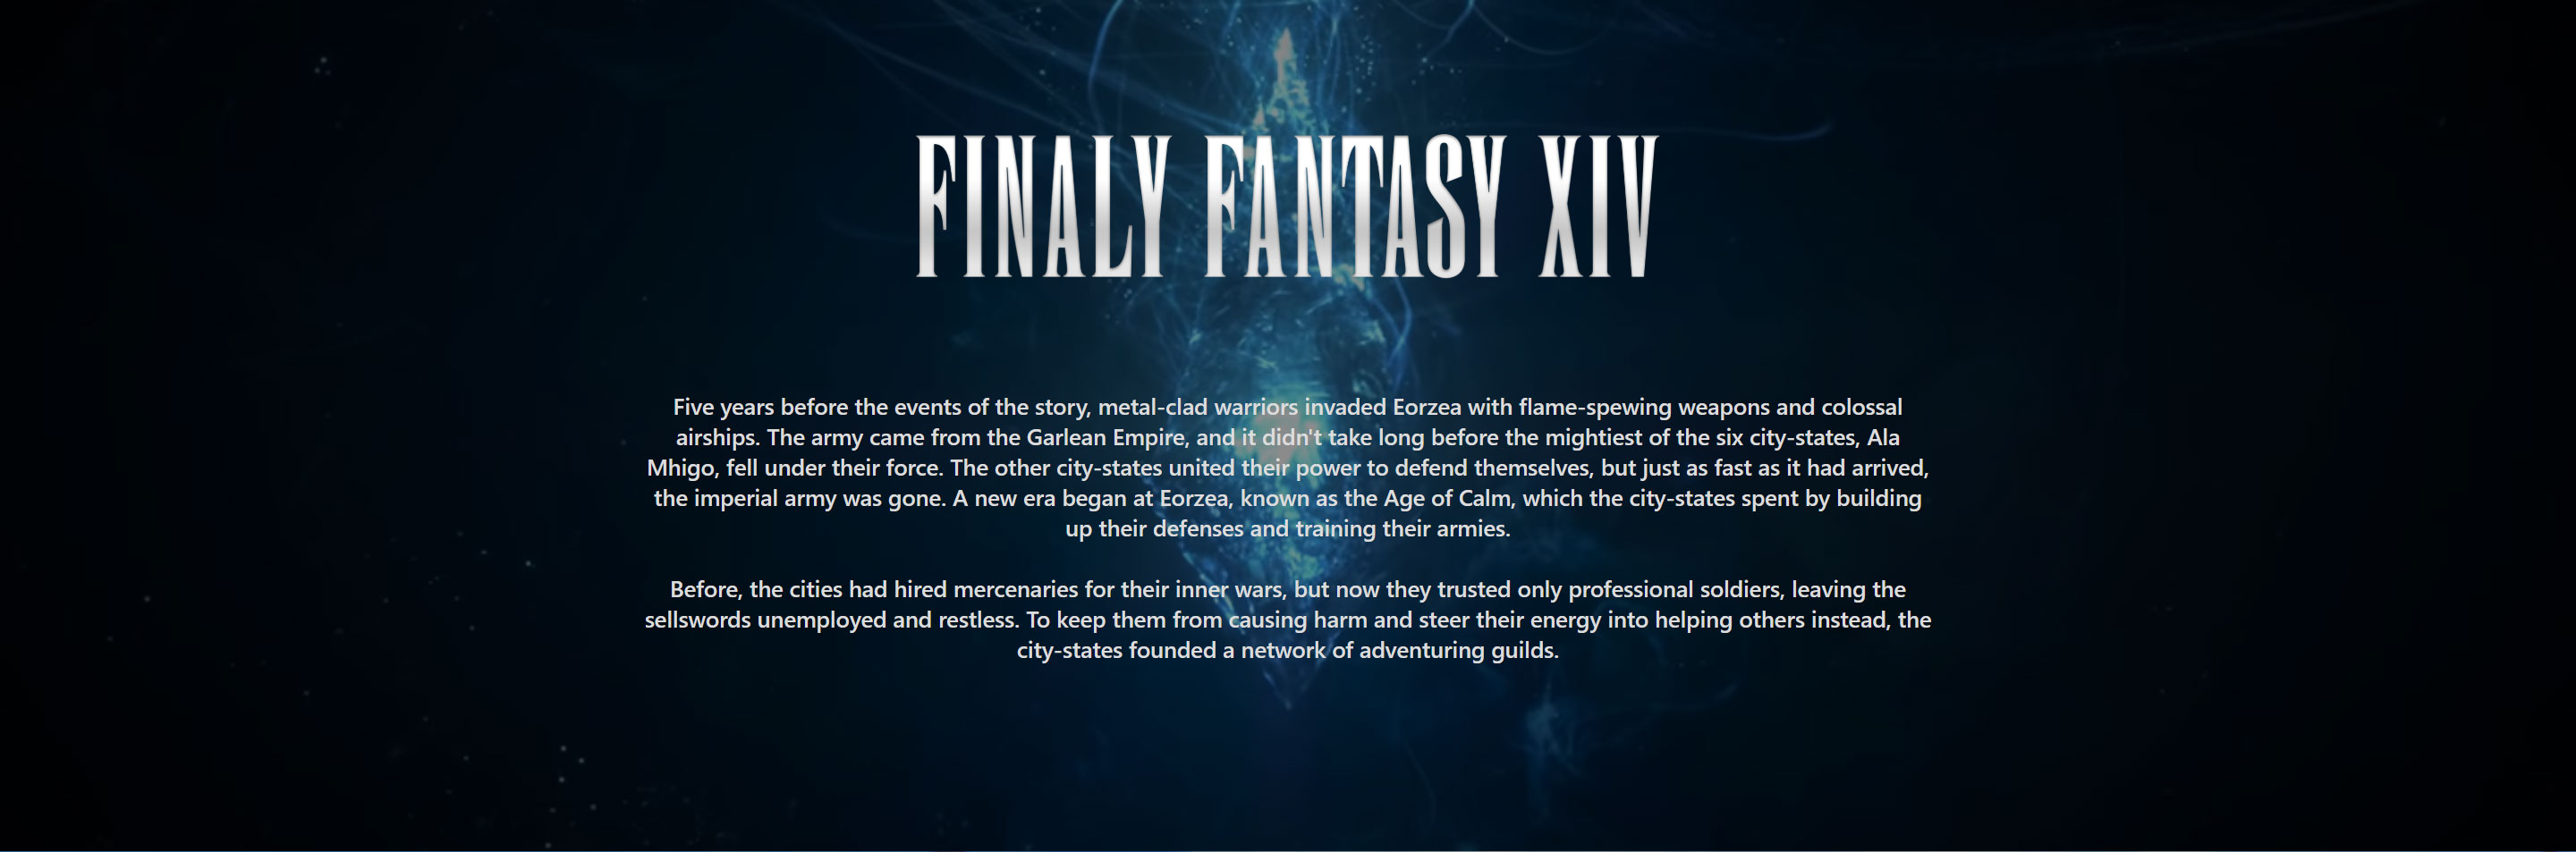 FINALY FANTASY XIV
Five years before the events of the story, metal-clad warriors invaded Eorzea with flame-spewing weapons and colossal
airships. The army came from the Garlean Empire, and it didn't take long before the mightiest of the six city-states, Ala
Mhigo, fell under their force. The other city-states united their power to defend themselves, but just as fast as it had arrived,
the imperial army was gone. A new era began at Eorzea, known as the Age of Calm, which the city-states spent by building
up their defenses and training their armies.
Before, the cities had hired mercenaries for their inner wars, but now they trusted only professional soldiers, leaving the
sellswords unemployed and restless. To keep them from causing harm and steer their energy into helping others instead, the
city-states founded a network of adventuring guilds.